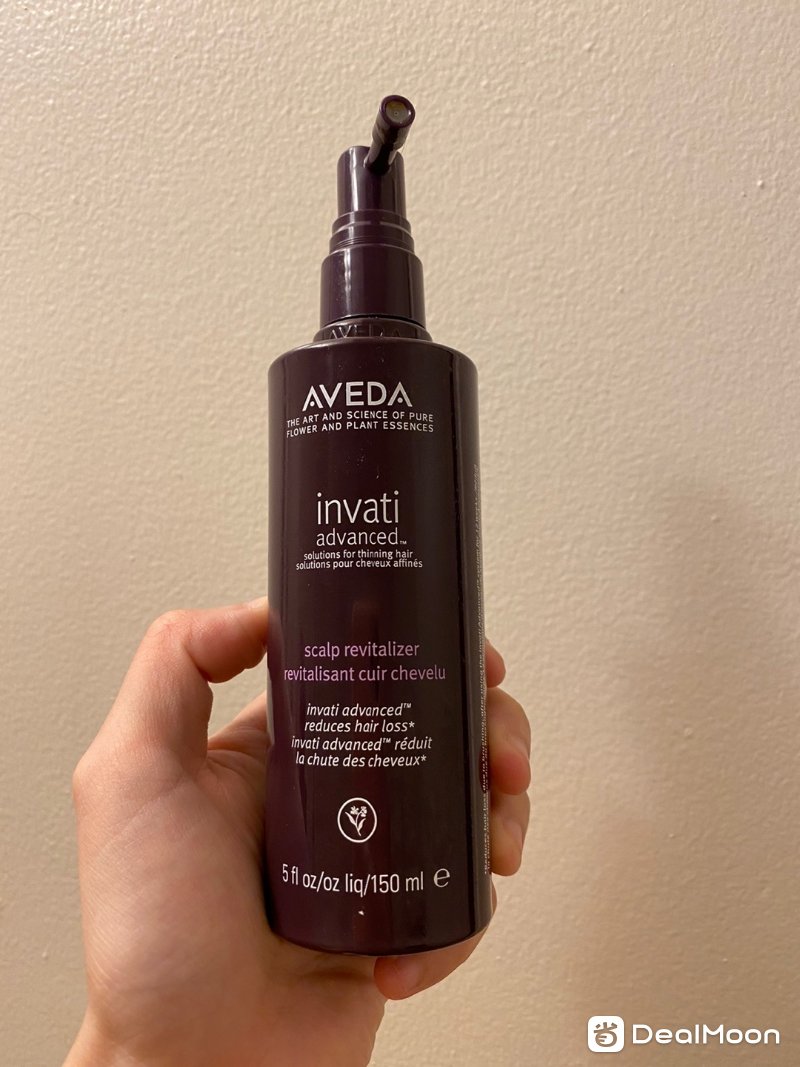 AVEDA
AVEDA
THE ART AND SCIENCE OF PURE
FLOWER AND PLANT ESSENCES
invati
advanced™
solutions for thinning hair
solutions pour cheveux affinés
scalp revitalizer
revitalisant cuir chevelu
invati advanced™
reduces hair loss*
invati advanced™ réduit
la chute des cheveux*
5 fl oz/oz liq/150 ml ℮
DealMoon